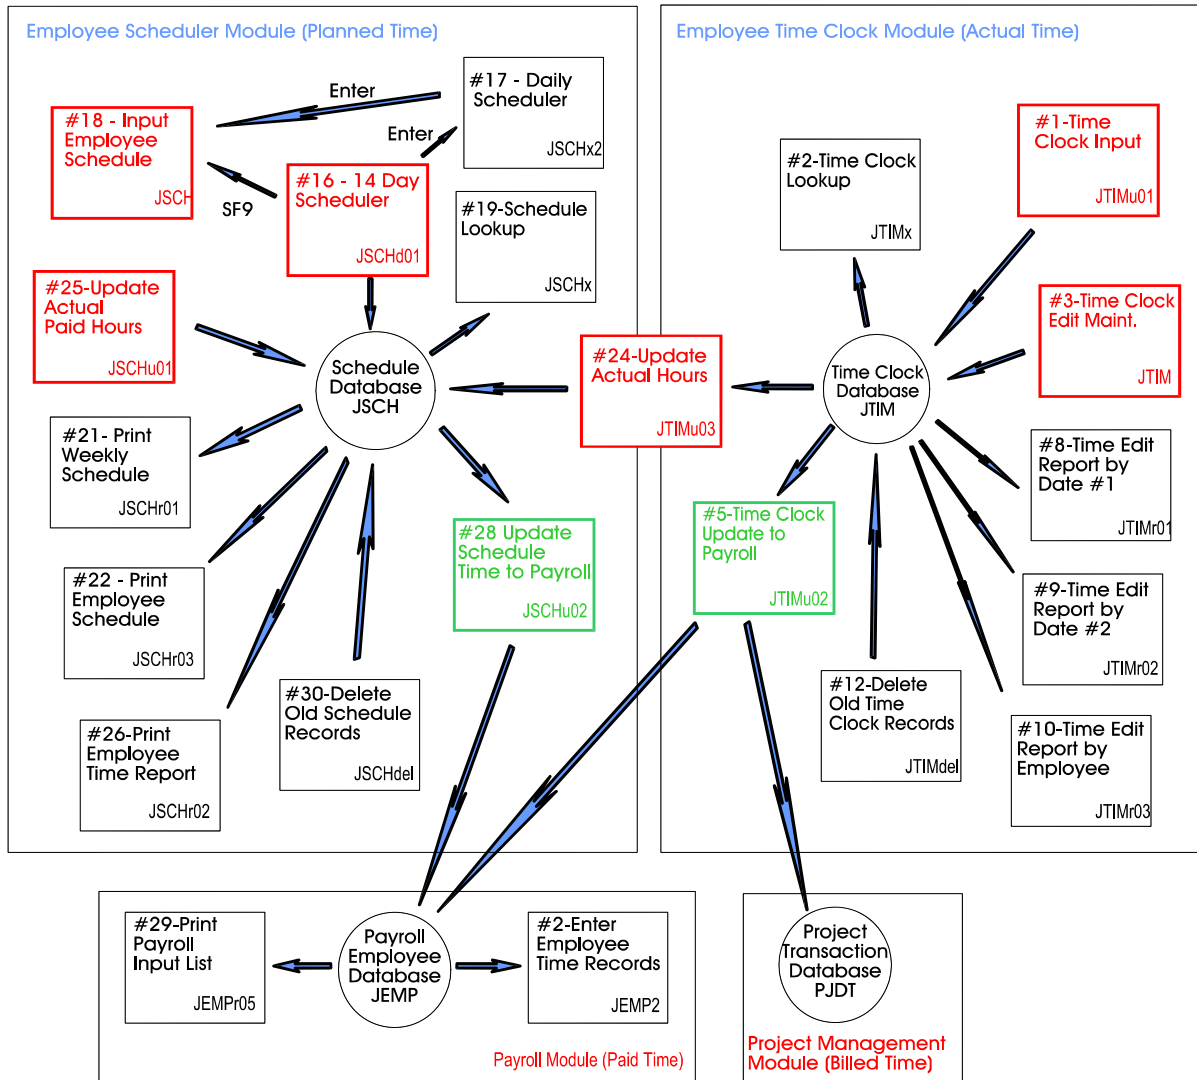 Employee Scheduler Module (Planned Time)
#17 - Daily
Scheduler
JSCHx2
Enter
Enter
#18 - Input
Employee
Schedule
JSCH
SF9
#16 - 14 Day
Scheduler
JSCHd01
#19-Schedule
Lookup
JSCHx
#25-Update
Actual
Paid Hours
JSCHu01
Schedule
Database
JSCH
#21- Print
Weekly
Schedule
JSCHr01
#22 - Print
Employee
Schedule
JSCHr03
#26-Print
Employee
Time Report
JSCHr02
#30-Delete
Old Schedule
Records
JSCHdel
#28 Update
Schedule
Time to Payroll
JSCHu02
#24-Update
Actual Hours
JTIMu03
Employee Time Clock Module (Actual Time)
#2-Time Clock
Lookup
JTIMx
#1-Time
Clock Input
JTIMu01
#3-Time Clock
Edit Maint.
JTIM
Time Clock
Database
JTIM
#8-Time Edit
Report by
Date #1
JTIMr01
#5-Time Clock
Update to
Payroll
JTIMu02
#9-Time Edit
Report by
Date #2
JTIMr02
#12-Delete
Old Time
Clock Records
JTIMdel
#10-Time Edit
Report by
Employee
JTIMr03
#29-Print
Payroll
Input List
JEMPr05
Payroll
Employee
Database
JEMP
#2-Enter
Employee
Time Records
JEMP2
Payroll Module (Paid Time)
Project
Transaction
Database
PJDT
Project Management
Module (Billed Time)